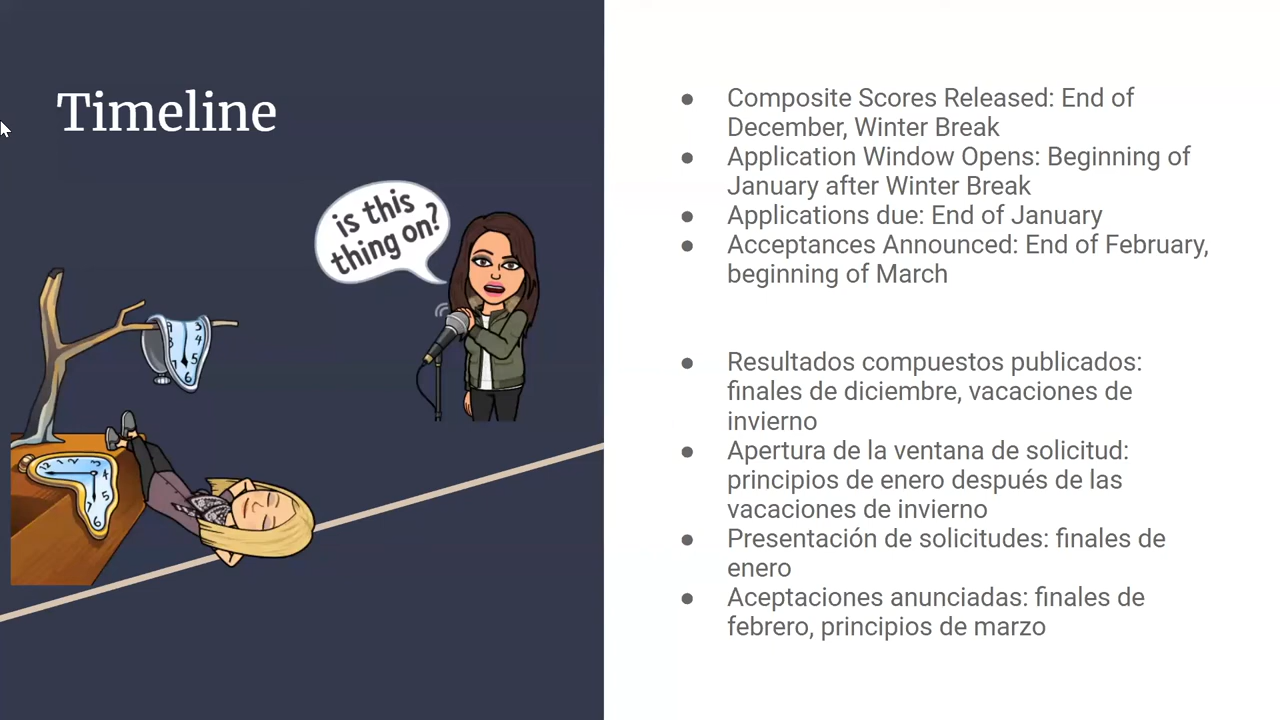 Timeline
is this
thing on?
● Composite Scores Released: End of
December, Winter Break
● Application Window Opens: Beginning of
January after Winter Break
● Applications due: End of January
● Acceptances Announced: End of February,
beginning of March
● Resultados compuestos publicados:
finales de diciembre, vacaciones de
invierno
● Apertura de la ventana de solicitud:
principios de enero después de las
vacaciones de invierno
● Presentación de solicitudes: finales de
enero
● Aceptaciones anunciadas: finales de
febrero, principios de marzo